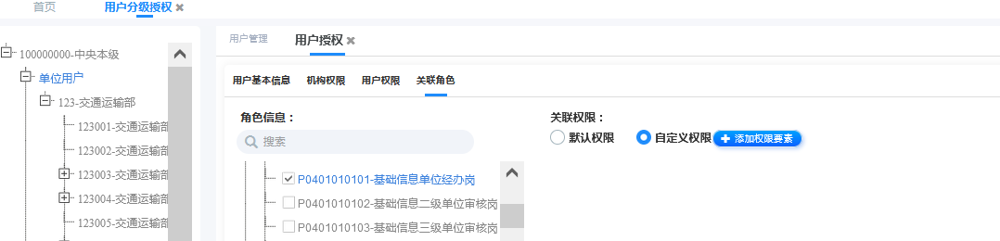 首页 用户分级授权
100000000-中央本级
单位用户
123-交通运输部
123001-交通运输部
123002-交通运输部
123003-交通运输部
123004-交通运输部
123005-交通运输部
用户管理 用户授权
用户基本信息 机构权限 用户权限 关联角色
角色信息：
搜索
P0401010101-基础信息单位经办岗
P0401010102-基础信息二级单位审核岗
P0401010103-基础信息三级单位审核岗
关联权限：
默认权限 自定义权限 添加权限要素